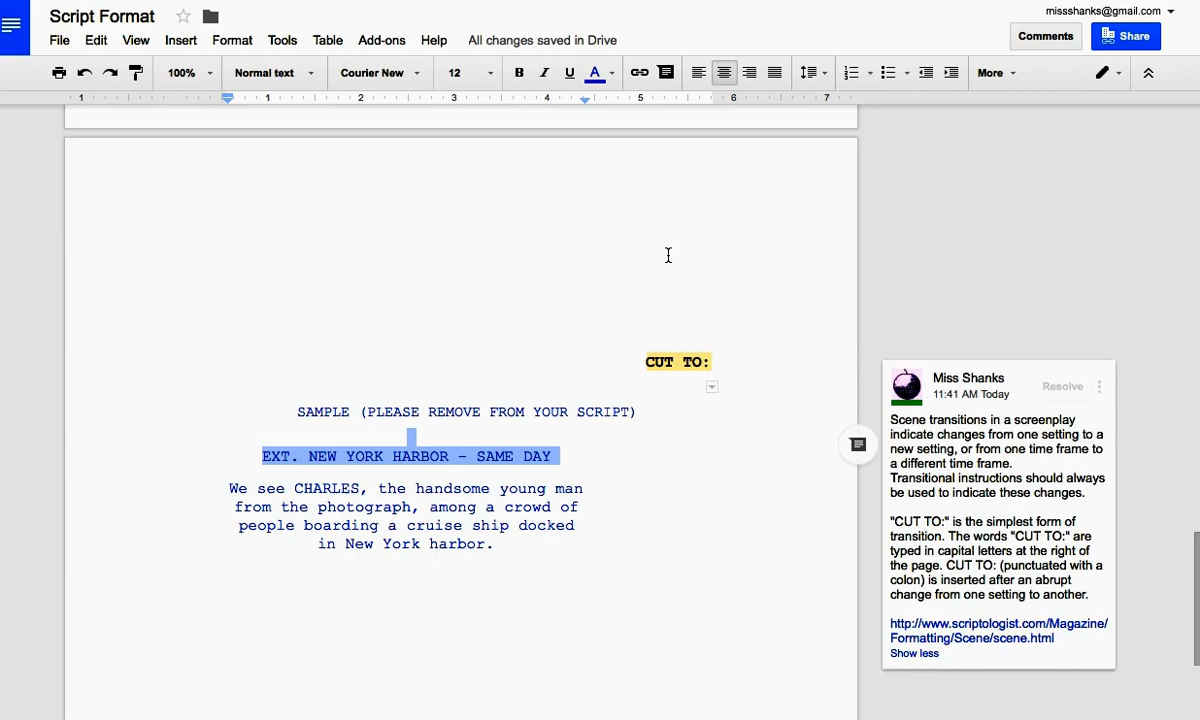 Script Format
missshanks@gmail.com
File Edit View Insert Format Tools Table Add-ons Help All changes saved in Drive
Comments
Share
100% Normal text Courier New 12 B I U A More
1 1 2 3 4 5 6 7
CUT TO:
SAMPLE (PLEASE REMOVE FROM YOUR SCRIPT)
EXT. NEW YORK HARBOR – SAME DAY
We see CHARLES, the handsome young man
from the photograph, among a crowd of
people boarding a cruise ship docked
in New York harbor.
Miss Shanks
11:41 AM Today
Resolve
Scene transitions in a screenplay
indicate changes from one setting to a
new setting, or from one time frame to
a different time frame.
Transitional instructions should always
be used to indicate these changes.
"CUT TO:" is the simplest form of
transition. The words "CUT TO:" are
typed in capital letters at the right of
the page. CUT TO: (punctuated with a
colon) is inserted after an abrupt
change from one setting to another.
http://www.scriptologist.com/Magazine/
Formatting/Scene/scene.html
Show less